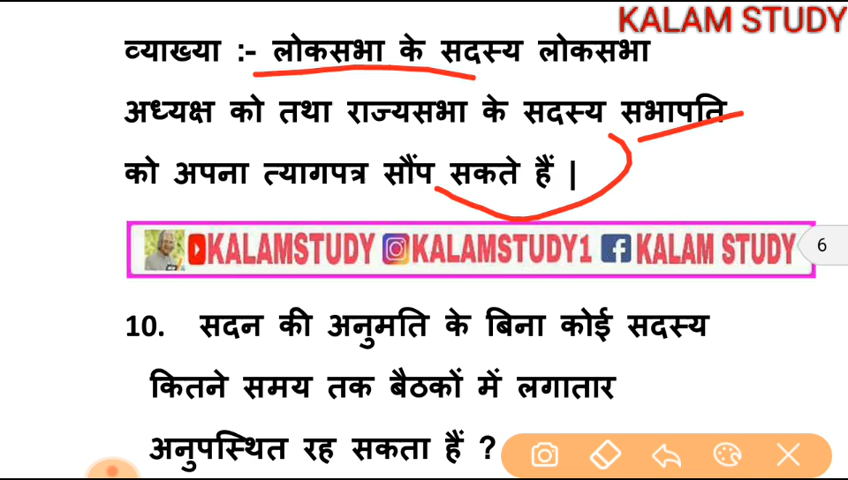 KALAM STUDY
व्याख्या :- लोकसभा के सदस्य लोकसभा
अध्यक्ष को तथा राज्यसभा के सदस्य सभापति
को अपना त्यागपत्र सौंप सकते हैं |
KALAMSTUDY KALAMSTUDY1 KALAM STUDY
6
10. सदन की अनुमति के बिना कोई सदस्य
कितने समय तक बैठकों में लगातार
अनुपस्थित रह सकता हैं ?